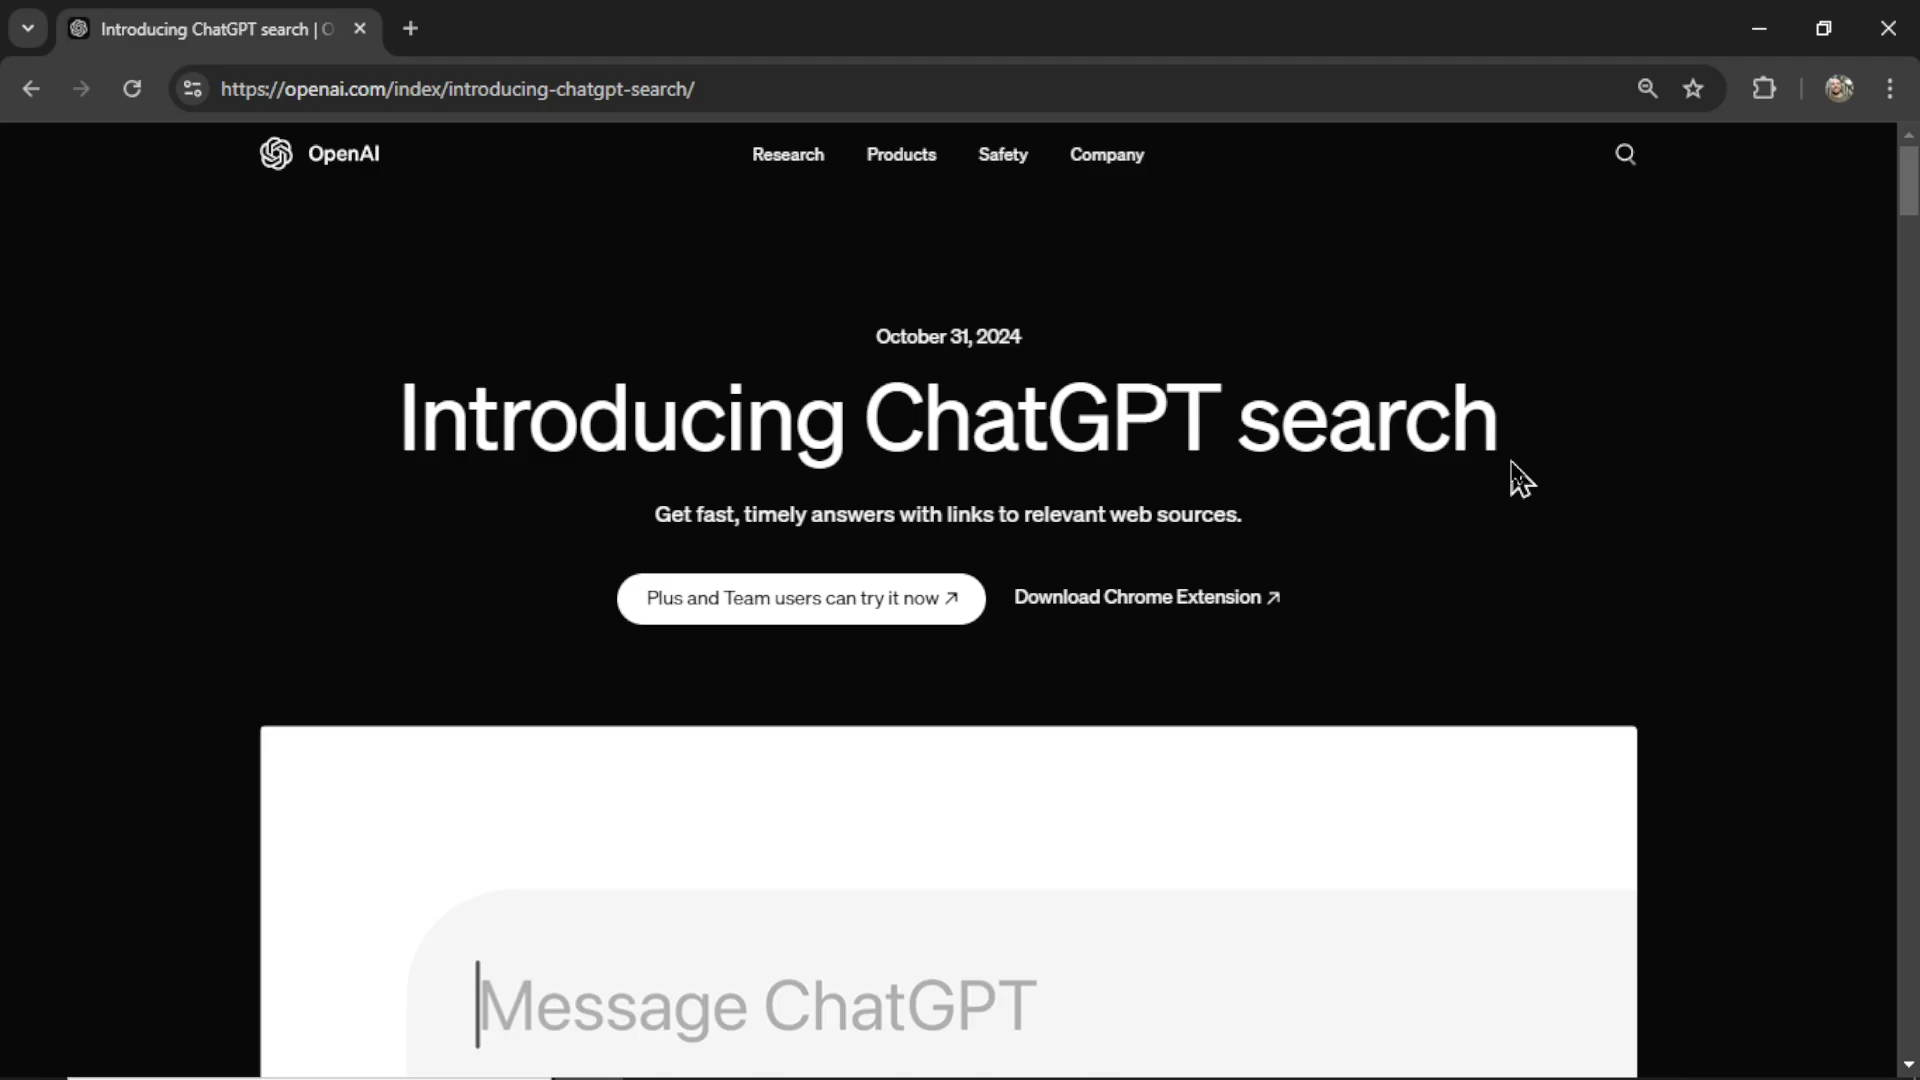 Introducing ChatGPT search | O
https://openai.com/index/introducing-chatgpt-search/
OpenAI
Research Products Safety Company
October 31, 2024
Introducing ChatGPT search
Get fast, timely answers with links to relevant web sources.
Plus and Team users can try it now ↗ Download Chrome Extension ↗
Message ChatGPT